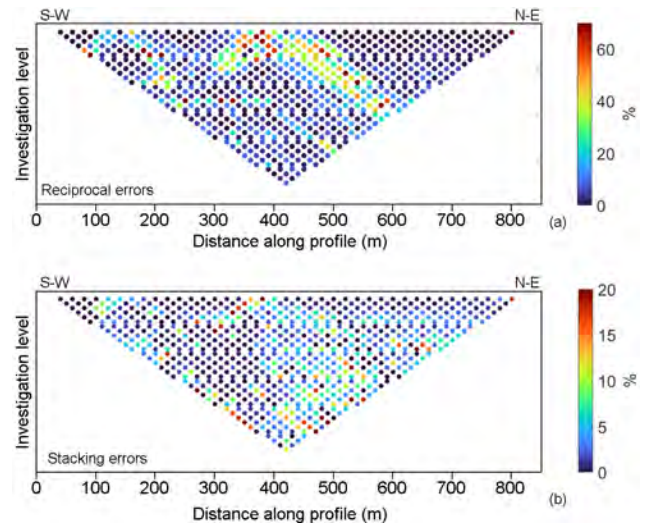 S-W N-E
Investigation level
Reciprocal errors
0 100 200 300 400 500 600 700 800
Distance along profile (m)
60
40
20
0
%
(a)
S-W N-E
Investigation level
Stacking errors
0 100 200 300 400 500 600 700 800
Distance along profile (m)
20
15
10
5
0
%
(b)